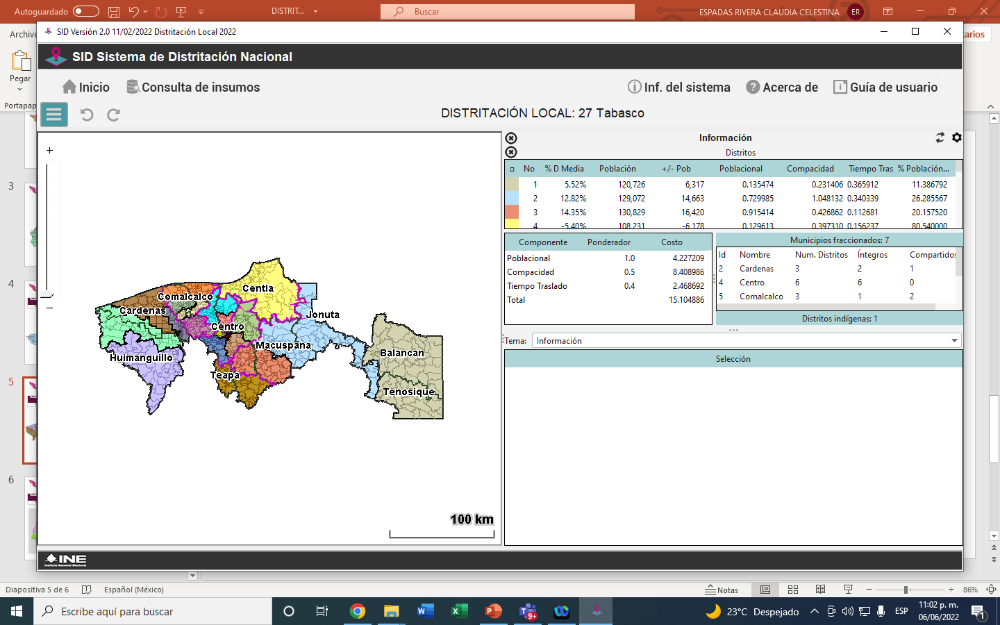 Autoguardado
DISTRIT...
Buscar
ESPADAS RIVERA CLAUDIA CELESTINA
ER
Archivo
SID Versión 2.0 11/02/2022 Distritación Local 2022
SID Sistema de Distritación Nacional
Pegar
Portapap
Inicio
Consulta de insumos
Inf. del sistema
Acerca de
Guía de usuario
DISTRITACIÓN LOCAL: 27 Tabasco
Información
Distritos
No % D Media Población +/- Pob Poblacional Compacidad Tiempo Tras % Población...
1 5.52% 120,726 6,317 0.135474 0.231406 0.365912 11.386792
2 12.82% 129,072 14,663 0.729985 1.048132 0.340339 26.285567
3 14.35% 130,829 16,420 0.915414 0.426862 0.112681 20.157520
4 -5.40% 108,231 -6,178 0.129613 0.397310 0.156237 80.540000
Componente Ponderador Costo
Poblacional 1.0 4.227209
Compacidad 0.5 8.408986
Tiempo Traslado 0.4 2.468692
Total 15.104886
Municipios fraccionados: 7
Id Nombre Num. Distritos Íntegros Compartidos
2 Cardenas 3 2 1
4 Centro 6 6 0
5 Comalcalco 3 1 2
Distritos indígenas: 1
Tema: Información
Selección
+
−
Centla
Comalcalco
Cardenas
Jonuta
Centro
Macuspana
Huimanguillo
Balancan
Teapa
Tenosique
100 km
3
4
5
6
INE
Instituto Nacional Electoral
Diapositiva 5 de 6
Español (México)
Notas
86%
Escribe aquí para buscar
9+
23°C Despejado
ESP
11:02 p. m.
06/06/2022
1